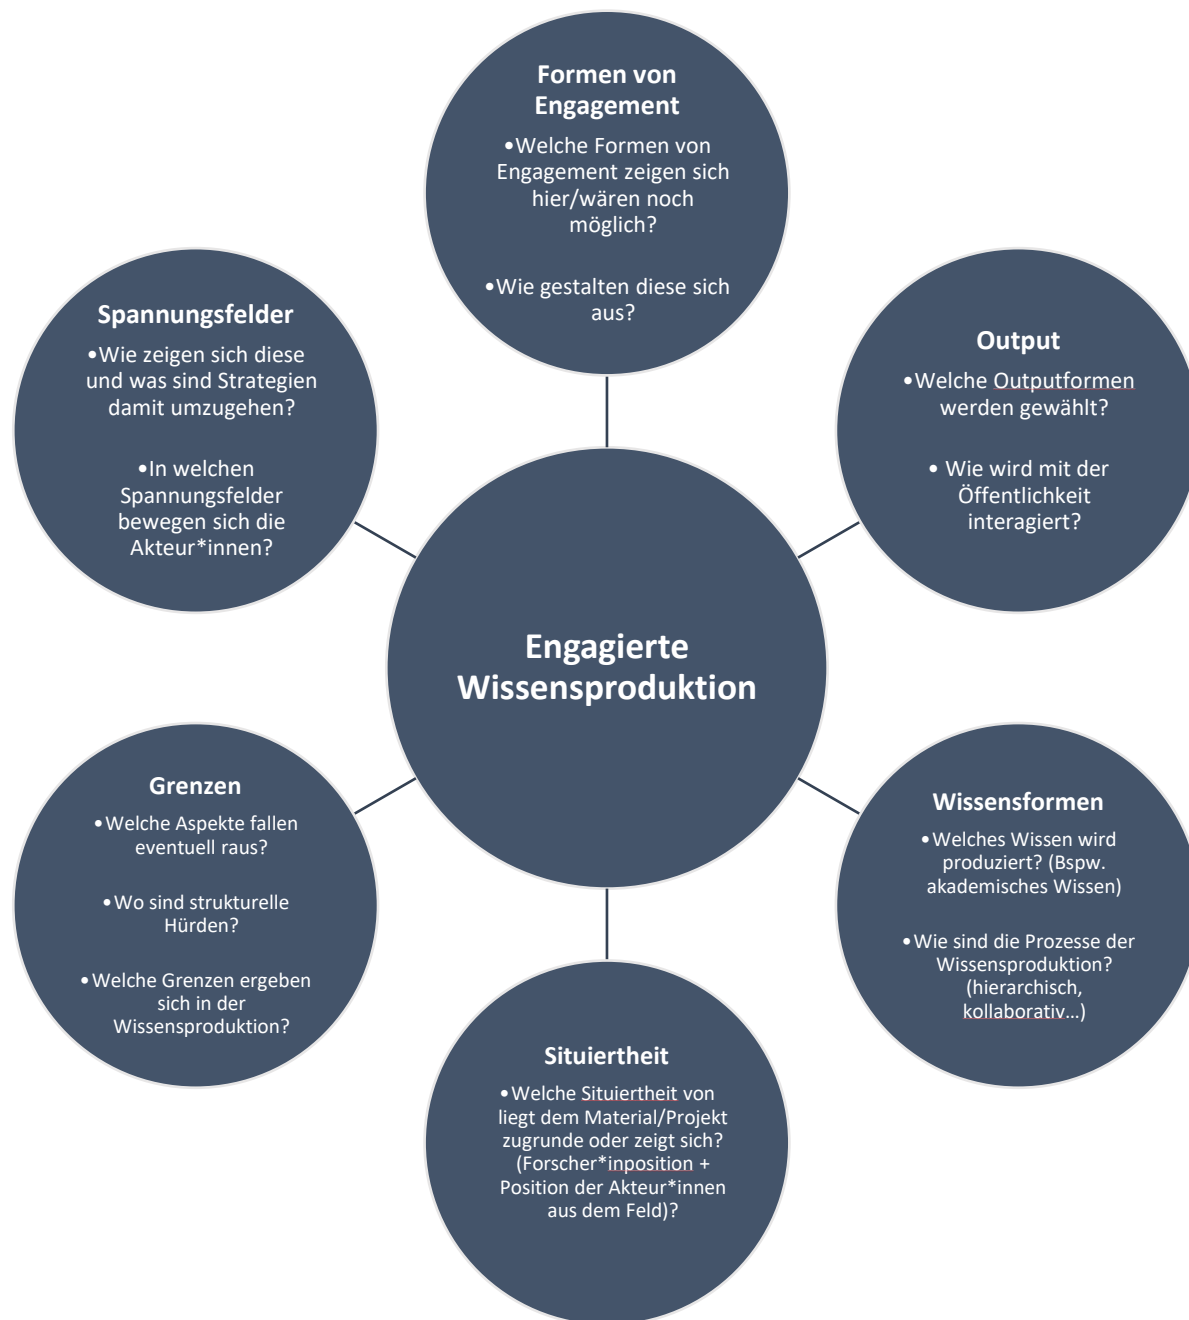 Formen von
Engagement
•Welche Formen von
Engagement zeigen sich
hier/wären noch
möglich?
•Wie gestalten diese sich
aus?
Output
•Welche Outputformen
werden gewählt?
• Wie wird mit der
Öffentlichkeit
interagiert?
Wissensformen
•Welches Wissen wird
produziert? (Bspw.
akademisches Wissen)
•Wie sind die Prozesse der
Wissensproduktion?
(hierarchisch,
kollaborativ…)
Situiertheit
•Welche Situiertheit von
liegt dem Material/Projekt
zugrunde oder zeigt sich?
(Forscher*inposition +
Position der Akteur*innen
aus dem Feld)?
Grenzen
•Welche Aspekte fallen
eventuell raus?
•Wo sind strukturelle
Hürden?
•Welche Grenzen ergeben
sich in der
Wissensproduktion?
Spannungsfelder
•Wie zeigen sich diese
und was sind Strategien
damit umzugehen?
•In welchen
Spannungsfelder
bewegen sich die
Akteur*innen?
Engagierte
Wissensproduktion